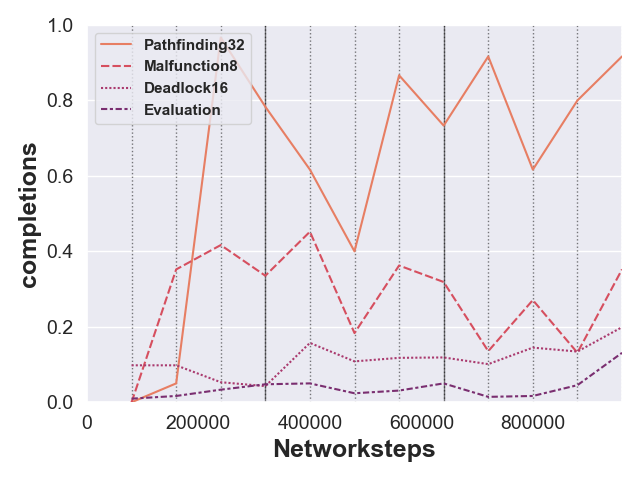 1.0
Pathfinding32
Malfunction8
Deadlock16
Evaluation
0.8
0.6
0.4
0.2
0.0
completions
0 200000 400000 600000 800000
Networksteps